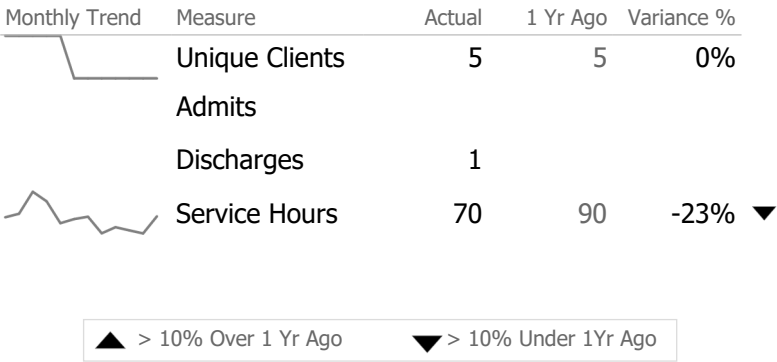 Monthly Trend Measure Actual 1 Yr Ago Variance %
Unique Clients 5 5 0%
Admits
Discharges 1
Service Hours 70 90 -23% ▼
▲ > 10% Over 1 Yr Ago ▼ > 10% Under 1Yr Ago